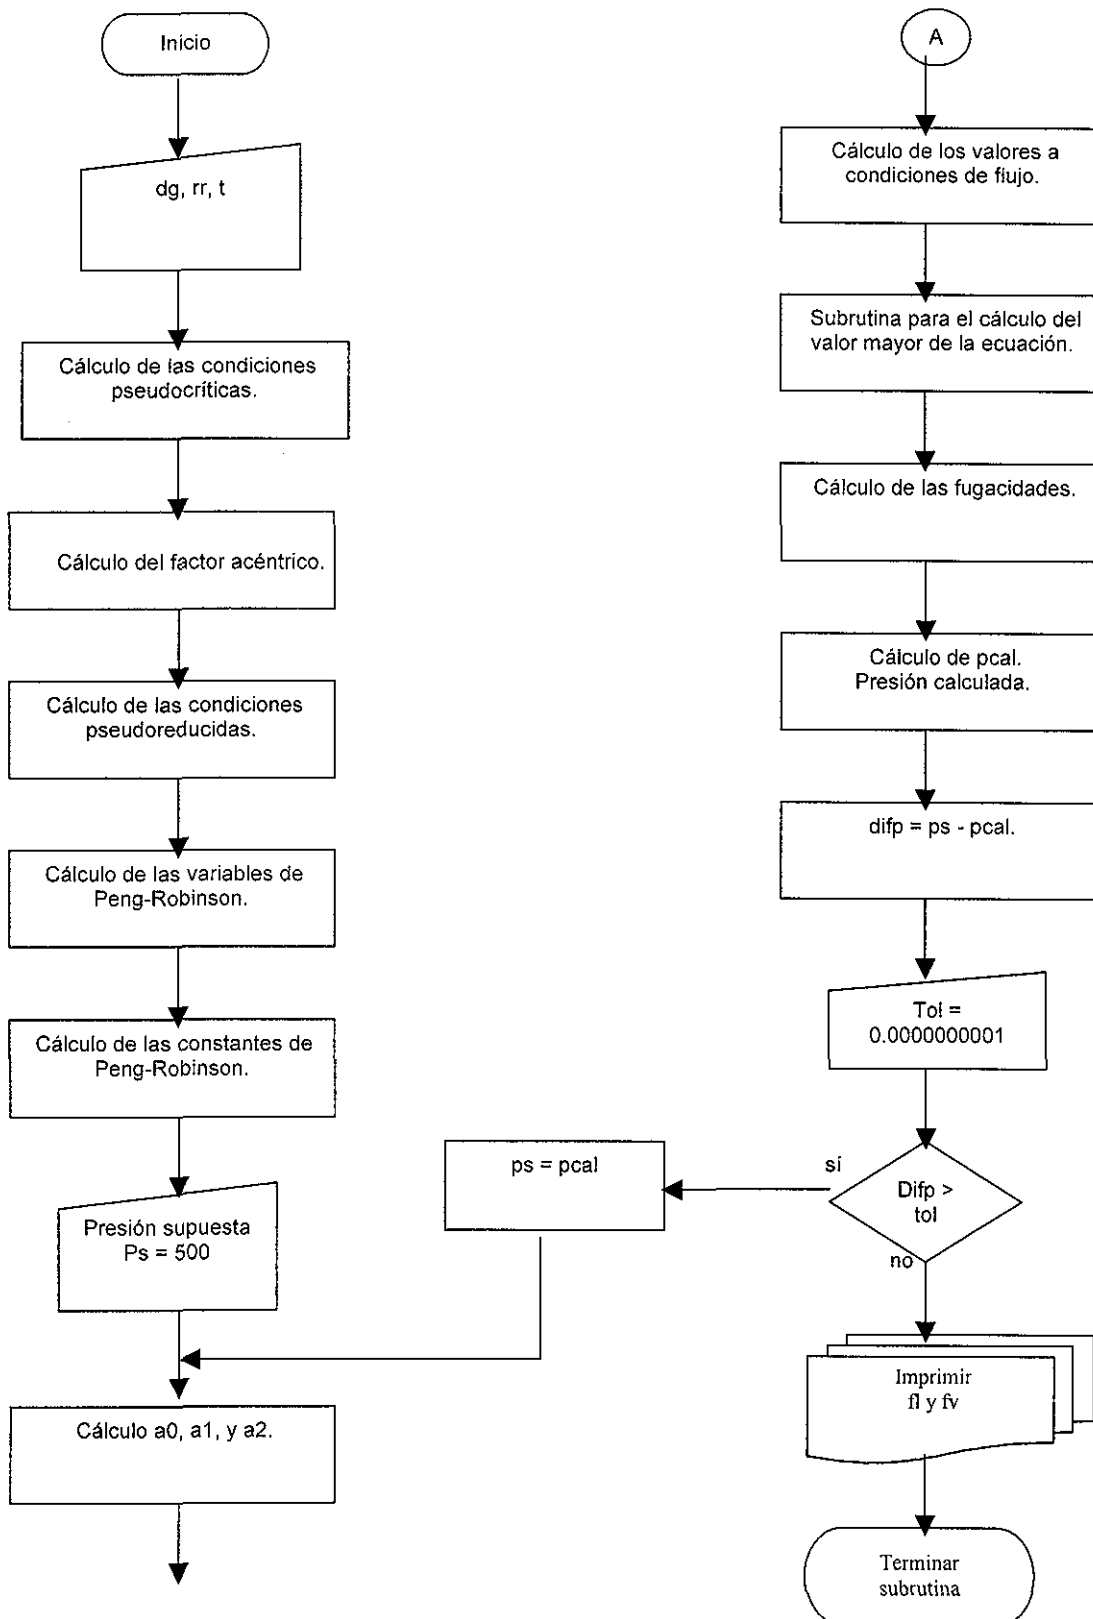 Inicio
dg, rr, t
Cálculo de las condiciones
pseudocríticas.
Cálculo del factor acéntrico.
Cálculo de las condiciones
pseudoreducidas.
Cálculo de las variables de
Peng-Robinson.
Cálculo de las constantes de
Peng-Robinson.
Presión supuesta
Ps = 500
Cálculo a0, a1, y a2.
A
Cálculo de los valores a
condiciones de flujo.
Subrutina para el cálculo del
valor mayor de la ecuación.
Cálculo de las fugacidades.
Cálculo de pcal.
Presión calculada.
difp = ps - pcal.
Tol =
0.0000000001
Difp >
tol
sí
ps = pcal
no
Imprimir
fl y fv
Terminar
subrutina